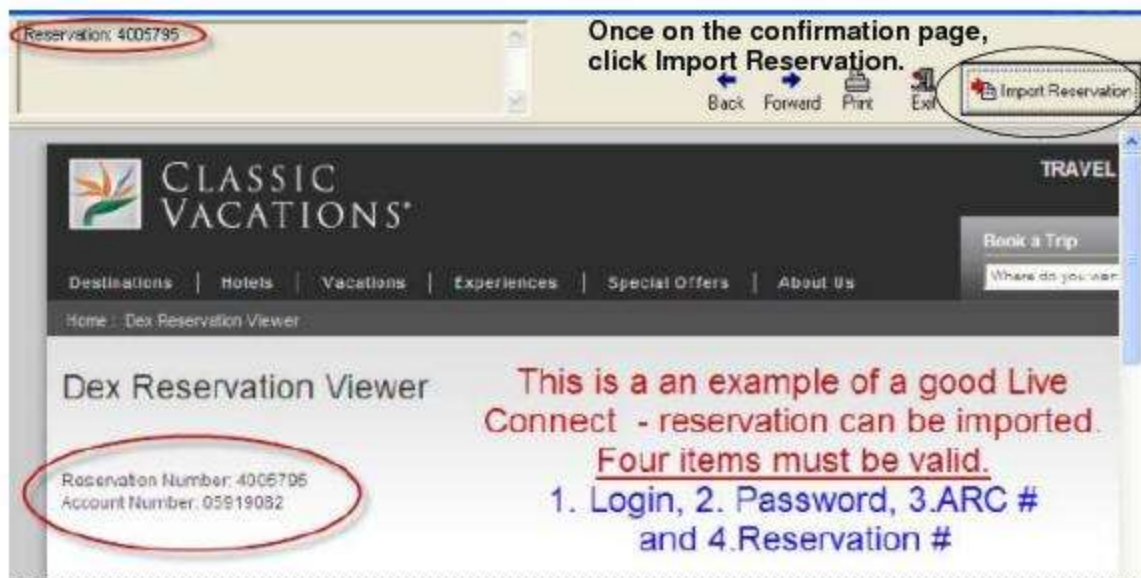 Reservation: 4005795
Once on the confirmation page,
click Import Reservation.
Back Forward Print Exit Import Reservation
CLASSIC
VACATIONS
TRAVEL
Book a Trip
Where do you wan
Destinations | Hotels | Vacations | Experiences | Special Offers | About Us
Home : Dex Reservation Viewer
Dex Reservation Viewer
This is a an example of a good Live
Connect - reservation can be imported.
Four items must be valid.
1. Login, 2. Password, 3.ARC #
and 4.Reservation #
Reservation Number: 4005795
Account Number: 05919082